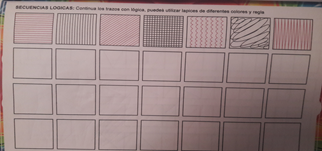 SECUENCIAS LOGICAS: Continua los trazos con lógica, puedes utilizar lapices de diferentes colores y regla